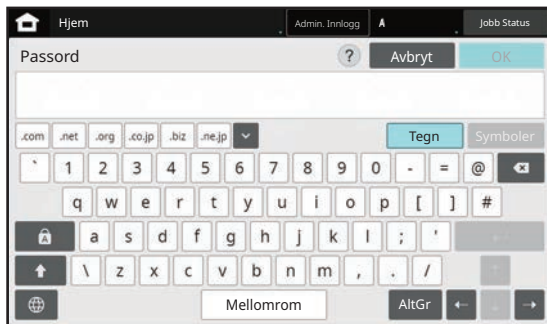 Hjem Admin. Innlogg A Jobb Status
Passord ? Avbryt OK
.com .net .org .co.jp .biz .ne.jp Tegn Symboler
` 1 2 3 4 5 6 7 8 9 0 - = @
q w e r t y u i o p [ ] #
A a s d f g h j k l ; '
\ z x c v b n m , . /
Mellomrom AltGr